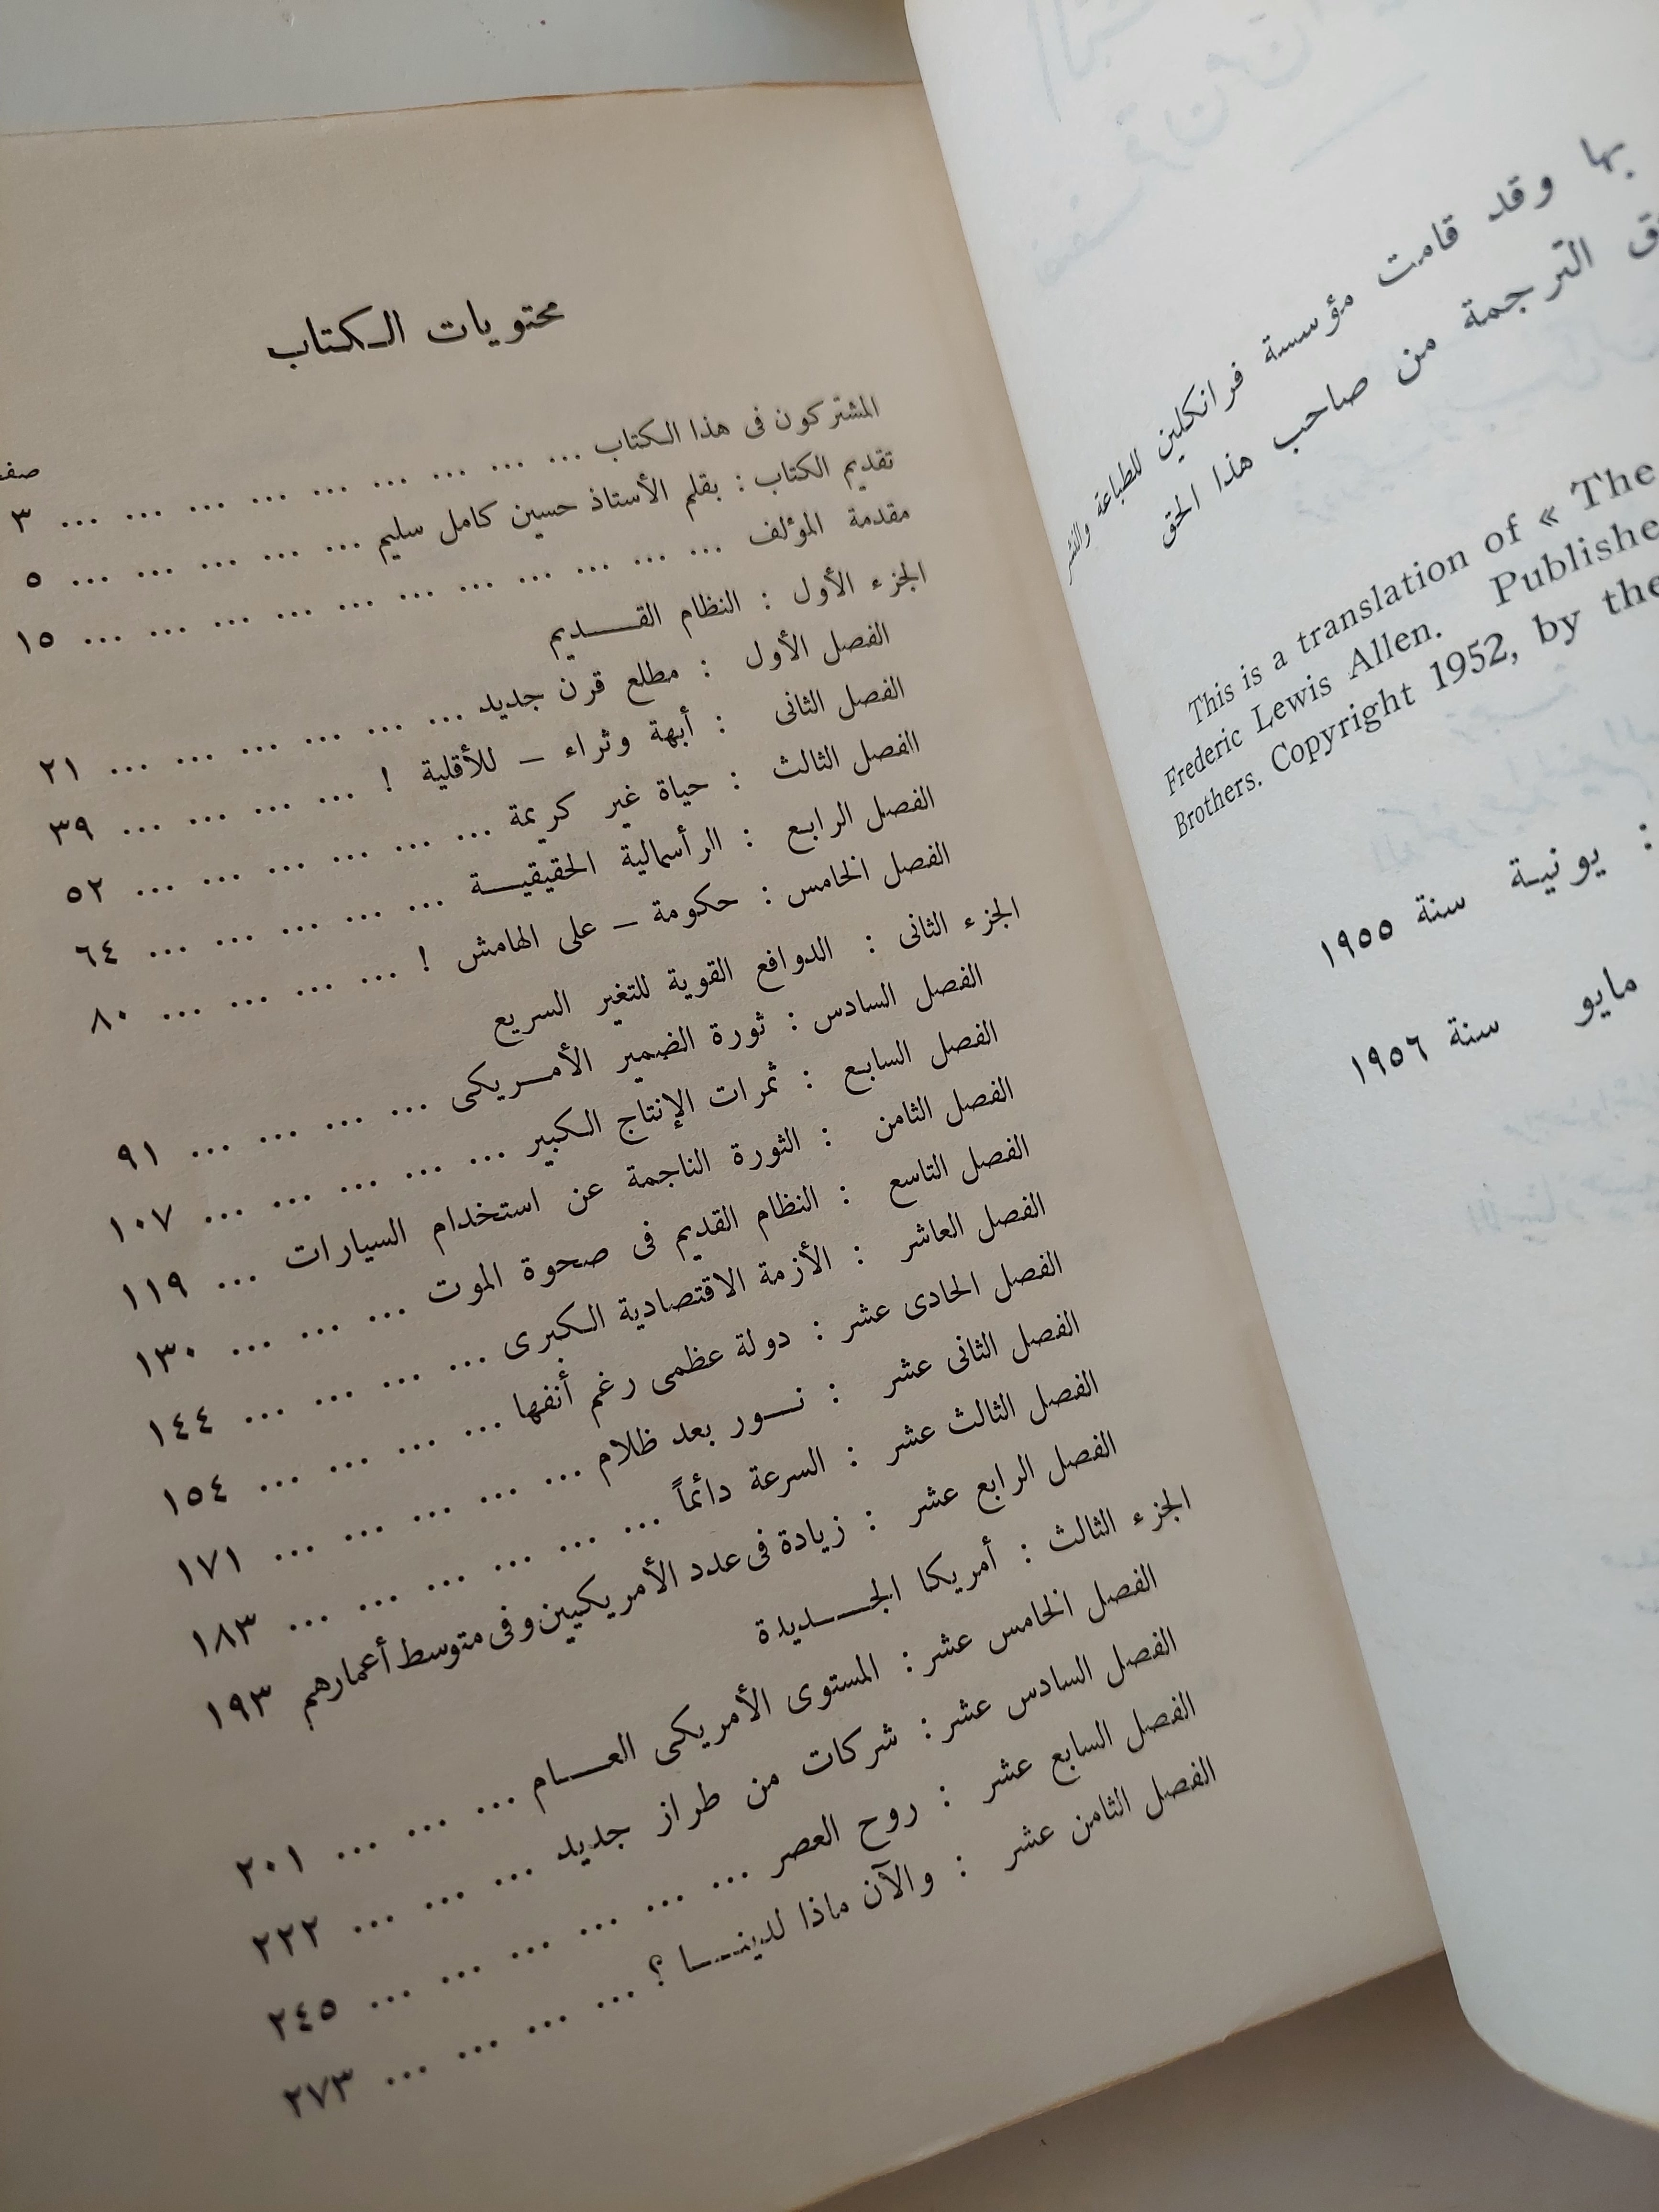 بها وقد قامت مؤسسة فرانكلين للطباعة والنشر
الترجمة من صاحب هذا الحق
This is a translation of « The
Frederic Lewis Allen. Publishe
Brothers. Copyright 1952, by the
: يونية سنة ١٩٥٥
مايو سنة ١٩٥٦
محتويات الكتاب
المشتركون فى هذا الكتاب ... ... ... ... ... ... ... ... ... ٣
تقديم الكتاب : بقلم الأستاذ حسين كامل سليم ... ... ... ... ... ٥
مقدمة المؤلف ... ... ... ... ... ... ... ... ... ... ... ١٥
الجزء الأول : النظام القـــديم
الفصل الأول : مطلع قرن جديد ... ... ... ... ... ... ٢١
الفصل الثانى : أبهة وثراء – للأقلية ! ... ... ... ... ٣٩
الفصل الثالث : حياة غير كريمة ... ... ... ... ... ... ٥٢
الفصل الرابع : الرأسمالية الحقيقيـــة ... ... ... ... ... ٦٤
الفصل الخامس : حكومة – على الهامش ! ... ... ... ... ٨٠
الجزء الثانى : الدوافع القوية للتغير السريع
الفصل السادس : ثورة الضمير الأمـريكى ... ... ... ... ٩١
الفصل السابع : ثمرات الإنتاج الكبير ... ... ... ... ... ١٠٧
الفصل الثامن : الثورة الناجمة عن استخدام السيارات ... ١١٩
الفصل التاسع : النظام القديم فى صحوة الموت ... ... ... ١٣٠
الفصل العاشر : الأزمة الاقتصادية الكبرى ... ... ... ... ١٤٤
الفصل الحادى عشر : دولة عظمى رغم أنفها ... ... ... ... ١٥٤
الفصل الثانى عشر : نـــور بعد ظلام ... ... ... ... ... ١٧١
الفصل الثالث عشر : السرعة دائماً ... ... ... ... ... ... ١٨٣
الفصل الرابع عشر : زيادة فى عدد الأمريكيين وفى متوسط أعمارهم ١٩٣
الجزء الثالث : أمريكا الجـــديدة
الفصل الخامس عشر : المستوى الأمريكى العـــام ... ... ... ٢٠١
الفصل السادس عشر : شركات من طراز جديد ... ... ... ٢٢٢
الفصل السابع عشر : روح العصر ... ... ... ... ... ... ٢٤٥
الفصل الثامن عشر : والآن ماذا لدينـــا ؟ ... ... ... ... ٢٧٣